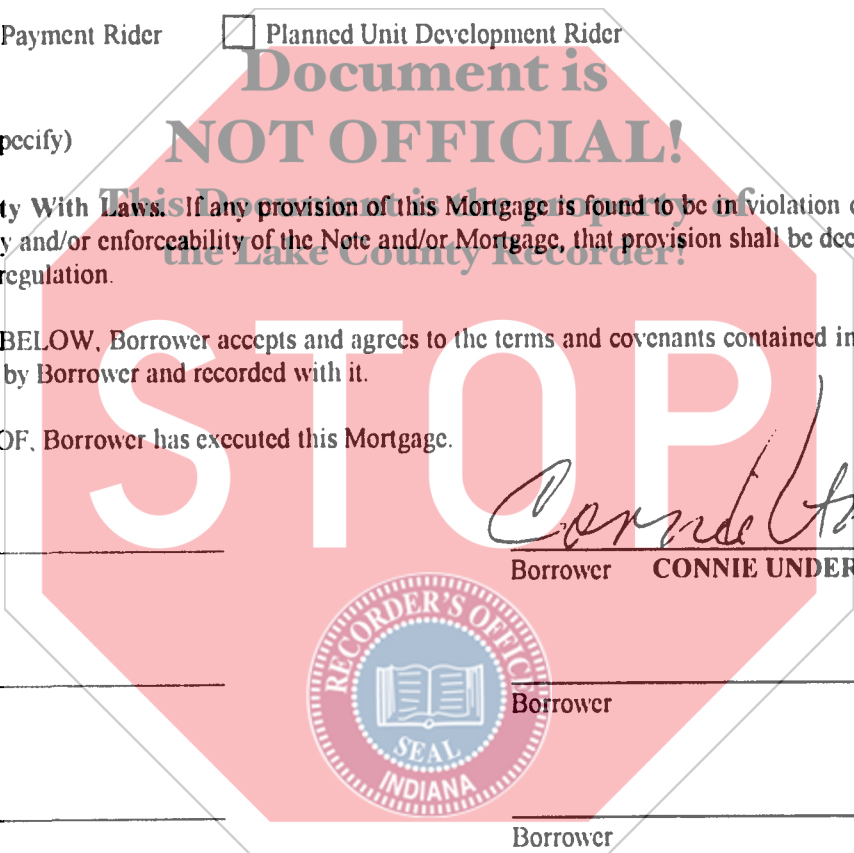 Payment Rider ☐ Planned Unit Development Rider
Document is
NOT OFFICIAL!
pecify)
This Document is the property of
ty With Laws. If any provision of this Mortgage is found to be in violation
the Lake County Recorder!
y and/or enforceability of the Note and/or Mortgage, that provision shall be
regulation.
STOP
BELOW, Borrower accepts and agrees to the terms and covenants contained in
by Borrower and recorded with it.
OF, Borrower has executed this Mortgage.
Connie
Borrower CONNIE UNDER
RECORDER'S OFFICE
Borrower
SEAL
INDIANA
Borrower